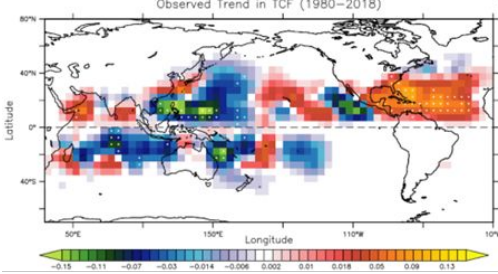 Observed Trend in TCF (1980−2018)
80°N
40°N
0°
40°S
Latitude
50°E
150°E
110°W
10°W
Longitude
−0.15 −0.11 −0.07 −0.03 −0.014 −0.006 0.002 0.01 0.018 0.05 0.09 0.13